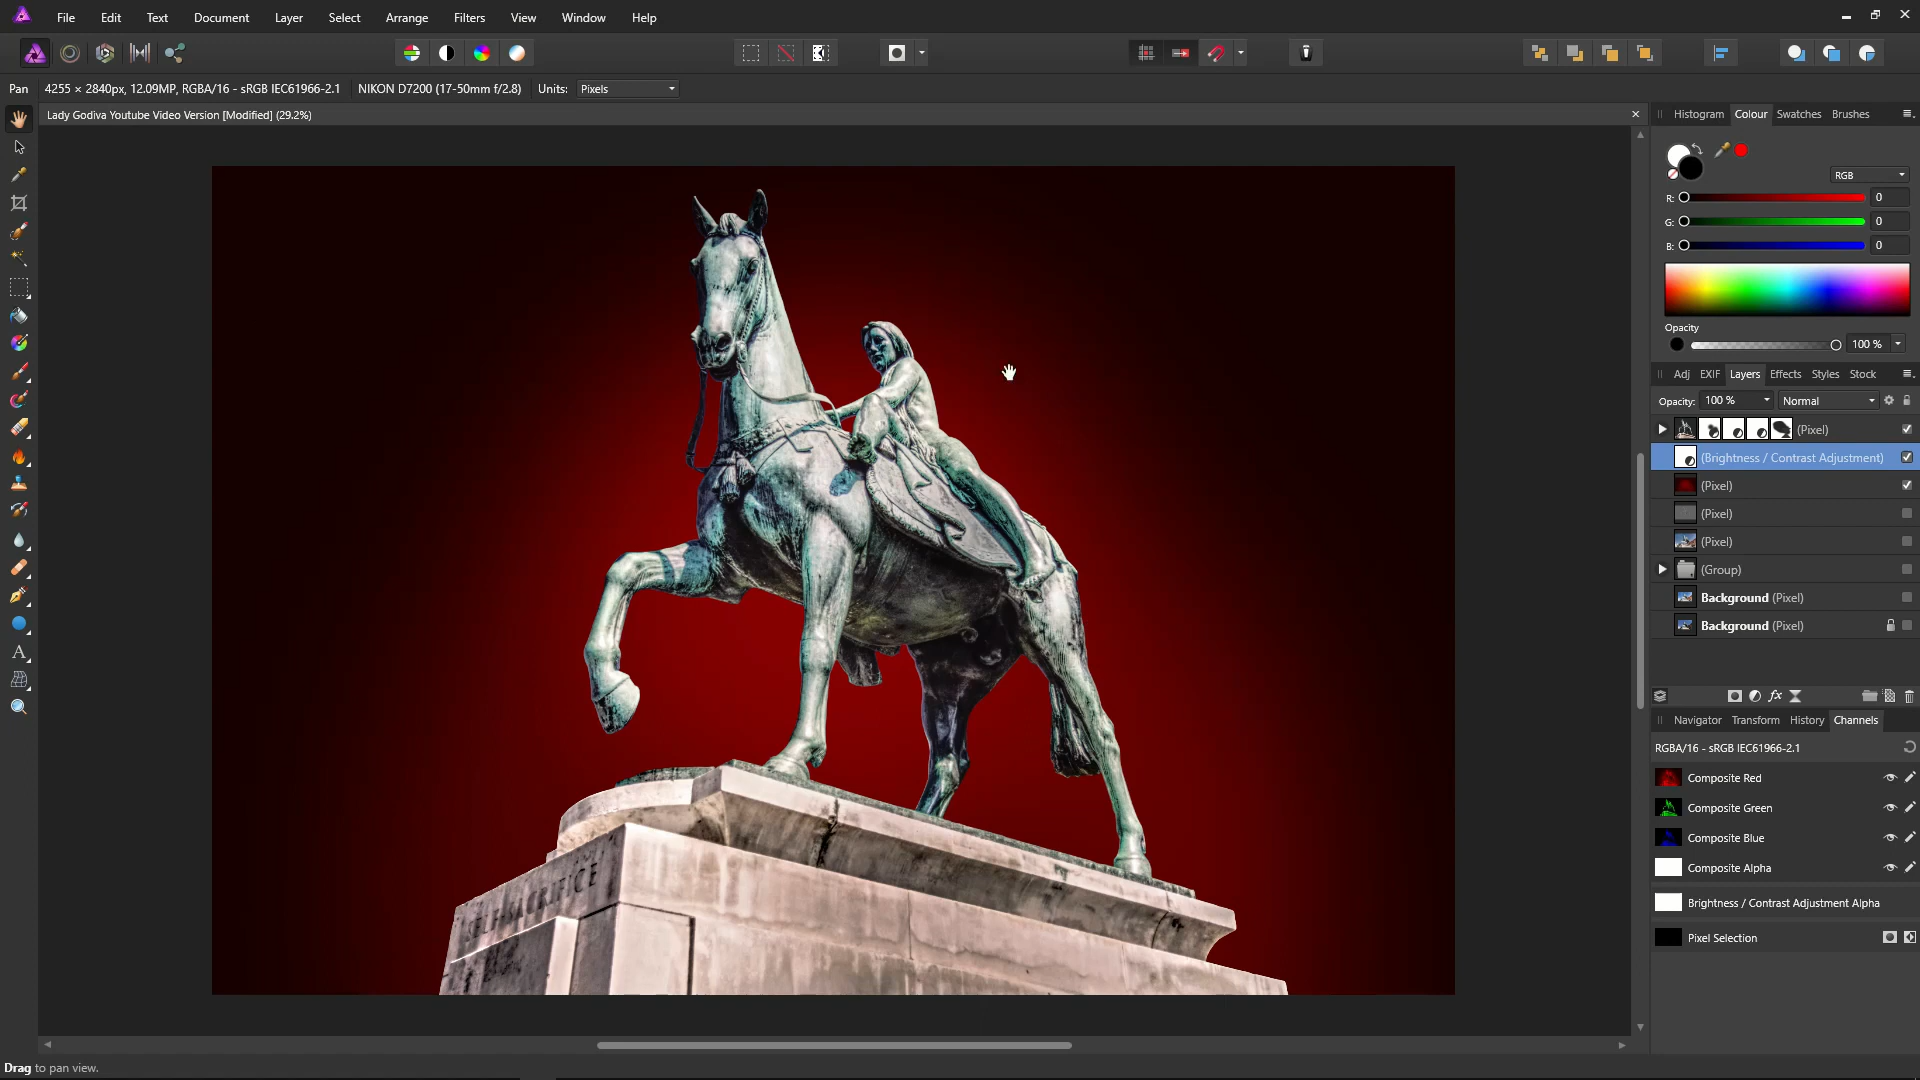 File Edit Text Document Layer Select Arrange Filters View Window Help
Pan 4255 × 2840px, 12.09MP, RGBA/16 - sRGB IEC61966-2.1 NIKON D7200 (17-50mm f/2.8) Units: Pixels
Lady Godiva Youtube Video Version [Modified] (29.2%)
Histogram Colour Swatches Brushes
RGB
R: 0
G: 0
B: 0
Opacity
100 %
Adj EXIF Layers Effects Styles Stock
Opacity: 100 % Normal
(Pixel)
(Brightness / Contrast Adjustment)
(Pixel)
(Pixel)
(Pixel)
(Group)
Background (Pixel)
Background (Pixel)
fx
Navigator Transform History Channels
RGBA/16 - sRGB IEC61966-2.1
Composite Red
Composite Green
Composite Blue
Composite Alpha
Brightness / Contrast Adjustment Alpha
Pixel Selection
Drag to pan view.